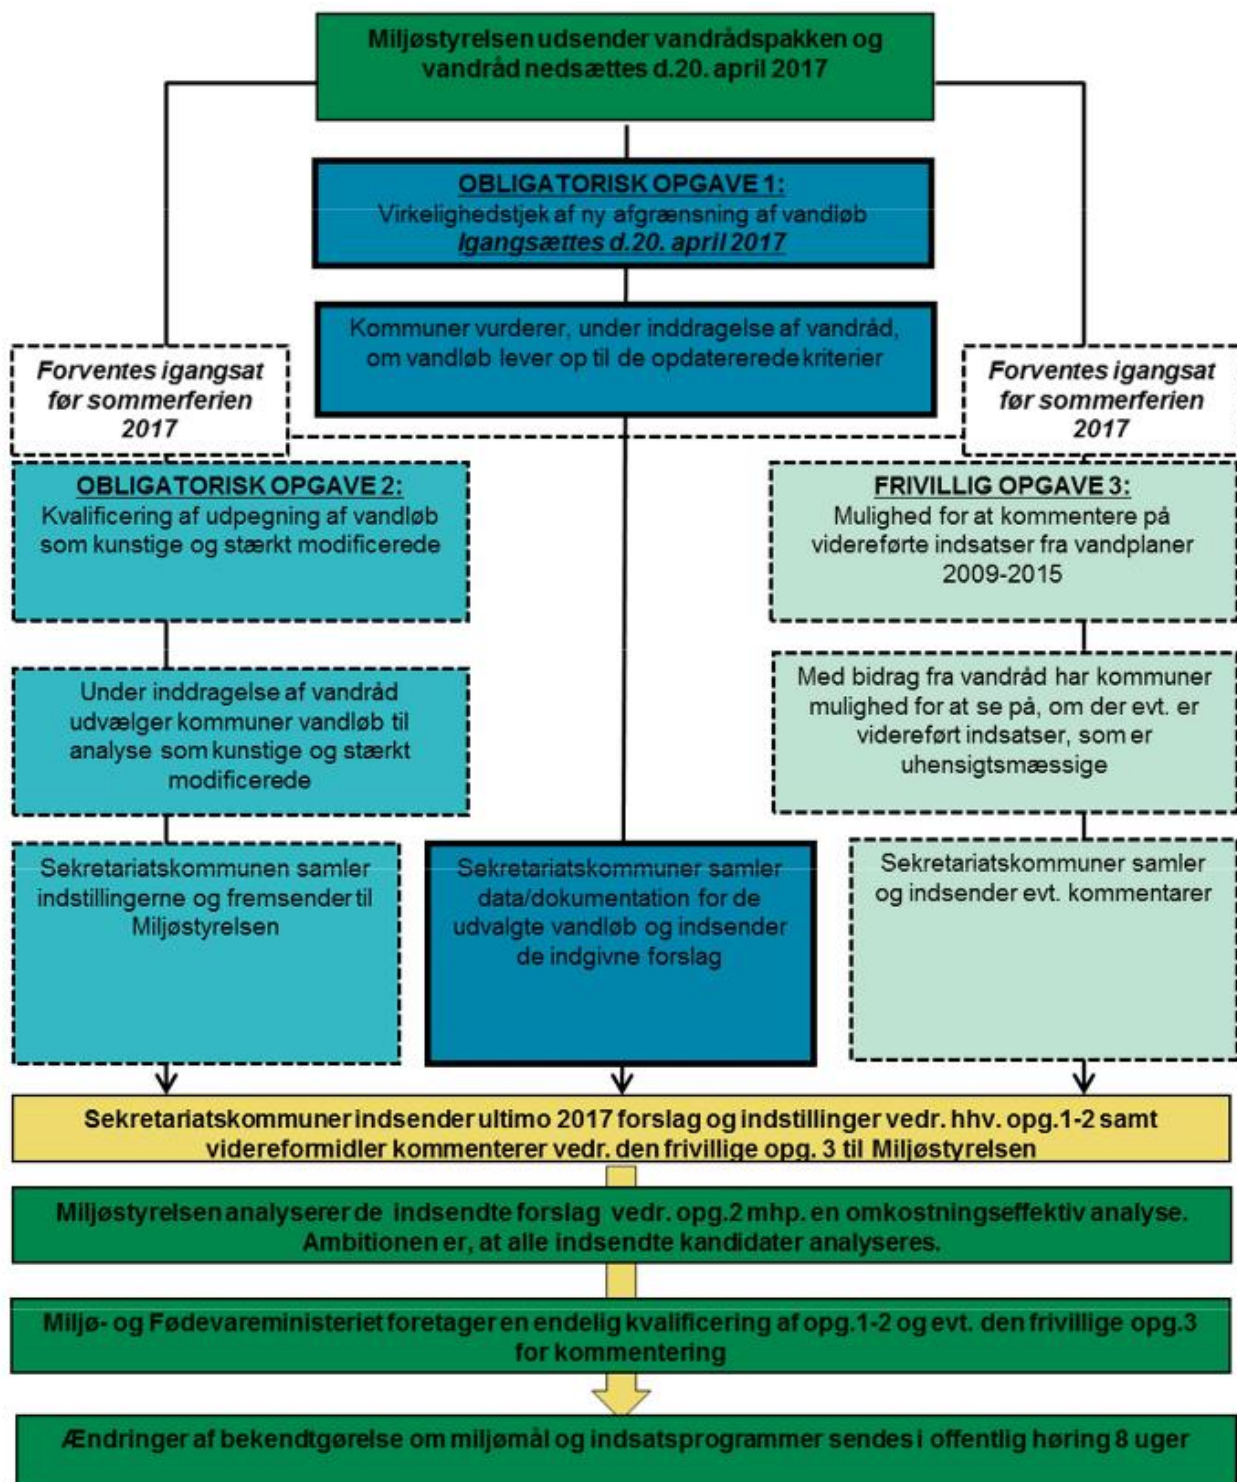 Miljøstyrelsen udsender vandrådspakken og
vandråd nedsættes d.20. april 2017
OBLIGATORISK OPGAVE 1:
Virkelighedstjek af ny afgrænsning af vandløb
Igangsættes d.20. april 2017
Kommuner vurderer, under inddragelse af vandråd,
om vandløb lever op til de opdatererede kriterier
Forventes igangsat
før sommerferien
2017
Forventes igangsat
før sommerferien
2017
OBLIGATORISK OPGAVE 2:
Kvalificering af udpegning af vandløb
som kunstige og stærkt modificerede
FRIVILLIG OPGAVE 3:
Mulighed for at kommentere på
videreførte indsatser fra vandplaner
2009-2015
Under inddragelse af vandråd
udvælger kommuner vandløb til
analyse som kunstige og stærkt
modificerede
Med bidrag fra vandråd har kommuner
mulighed for at se på, om der evt. er
videreført indsatser, som er
uhensigtsmæssige
Sekretariatskommunen samler
indstillingerne og fremsender til
Miljøstyrelsen
Sekretariatskommuner samler
data/dokumentation for de
udvalgte vandløb og indsender
de indgivne forslag
Sekretariatskommuner samler
og indsender evt. kommentarer
Sekretariatskommuner indsender ultimo 2017 forslag og indstillinger vedr. hhv. opg.1-2 samt
videreformidler kommenterer vedr. den frivillige opg. 3 til Miljøstyrelsen
Miljøstyrelsen analyserer de indsendte forslag vedr. opg.2 mhp. en omkostningseffektiv analyse.
Ambitionen er, at alle indsendte kandidater analyseres.
Miljø- og Fødevareministeriet foretager en endelig kvalificering af opg.1-2 og evt. den frivillige opg.3
for kommentering
Ændringer af bekendtgørelse om miljømål og indsatsprogrammer sendes i offentlig høring 8 uger